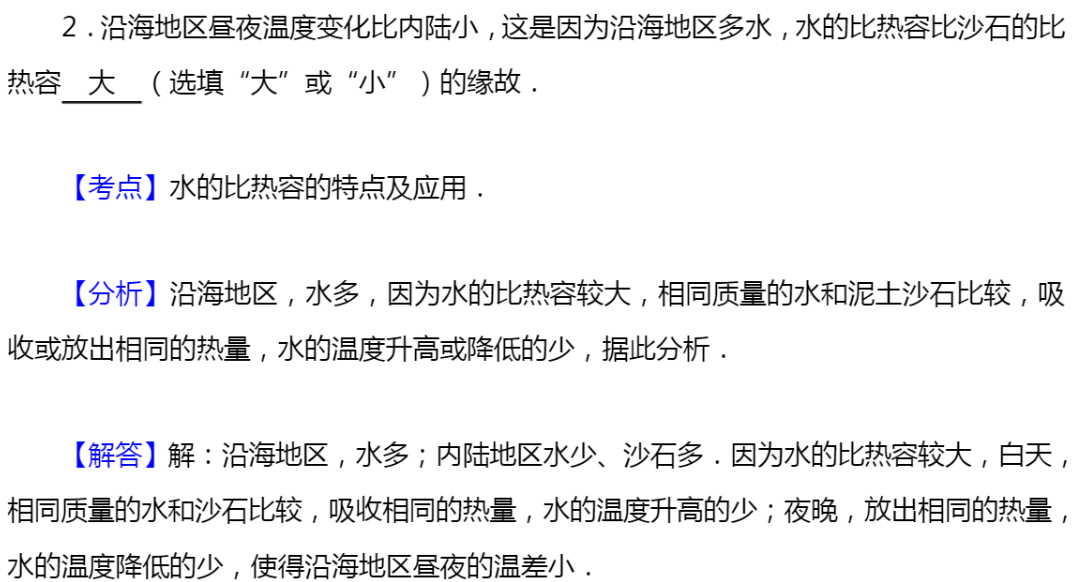 2．沿海地区昼夜温度变化比内陆小，这是因为沿海地区多水，水的比热容比沙石的比
热容 大 （选填“大”或“小”）的缘故．
【考点】水的比热容的特点及应用．
【分析】沿海地区，水多，因为水的比热容较大，相同质量的水和泥土沙石比较，吸
收或放出相同的热量，水的温度升高或降低的少，据此分析．
【解答】解：沿海地区，水多；内陆地区水少、沙石多．因为水的比热容较大，白天，
相同质量的水和沙石比较，吸收相同的热量，水的温度升高的少；夜晚，放出相同的热量，
水的温度降低的少，使得沿海地区昼夜的温差小．